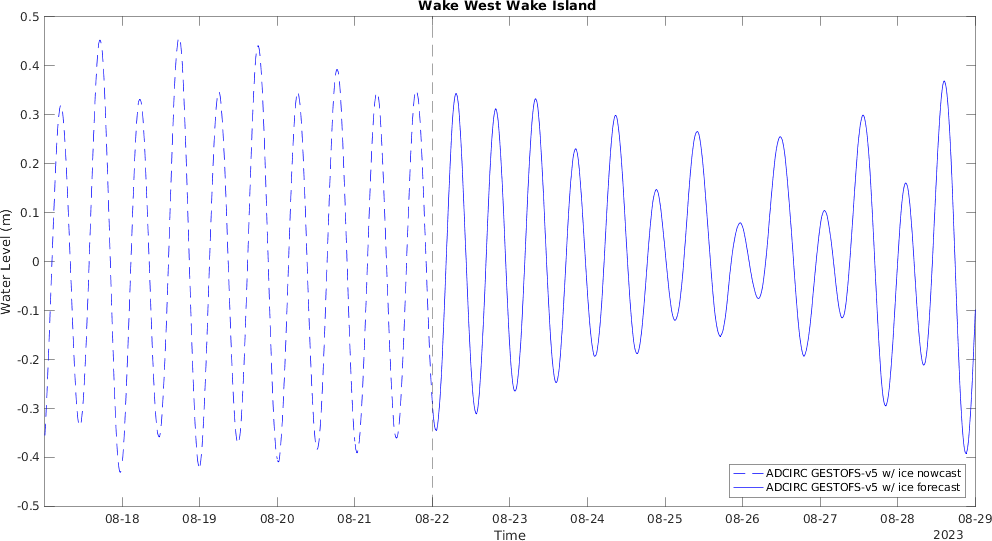 Wake West Wake Island
0.5
0.4
0.3
0.2
0.1
0
-0.1
-0.2
-0.3
-0.4
-0.5
Water Level (m)
08-18 08-19 08-20 08-21 08-22 08-23 08-24 08-25 08-26 08-27 08-28 08-29
Time
2023
ADCIRC GESTOFS-v5 w/ ice nowcast
ADCIRC GESTOFS-v5 w/ ice forecast